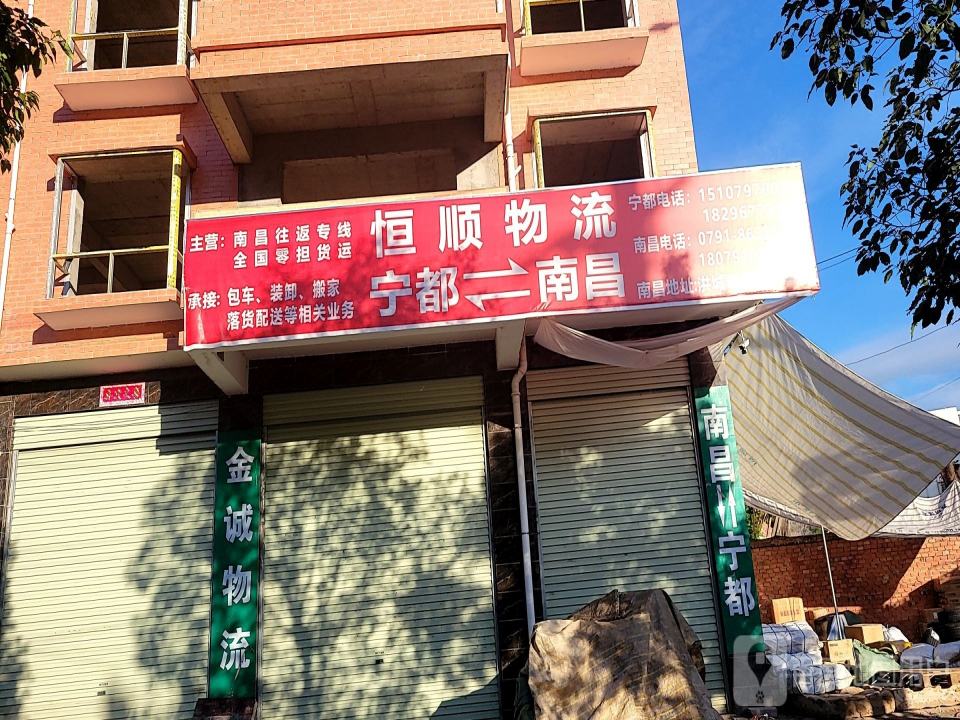 主营：南昌往返专线
全国零担货运
承接：包车、装卸、搬家
落货配送等相关业务
恒顺物流
宁都⇌南昌
宁都电话：151079
18296
南昌电话：0791-86
18079
南昌地址:洪城
金诚物流
南昌⇌宁都